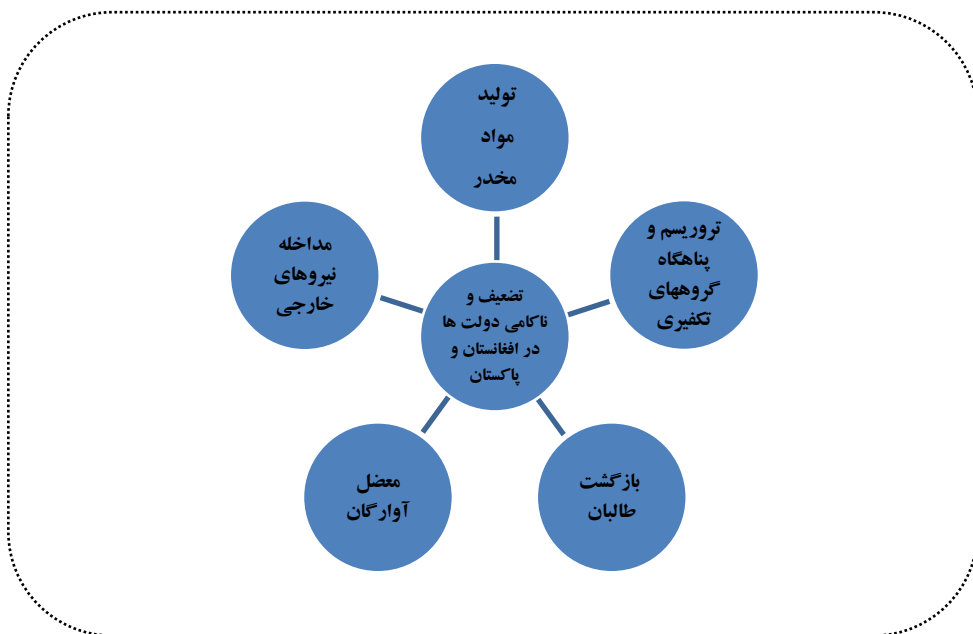 تولید
مواد
مخدر
تروریسم و
پناهگاه
گروههای
تکفیری
مداخله
نیروهای
خارجی
تضعیف و
ناکامی دولت ها
در افغانستان و
پاکستان
معضل
آوارگان
بازگشت
طالبان